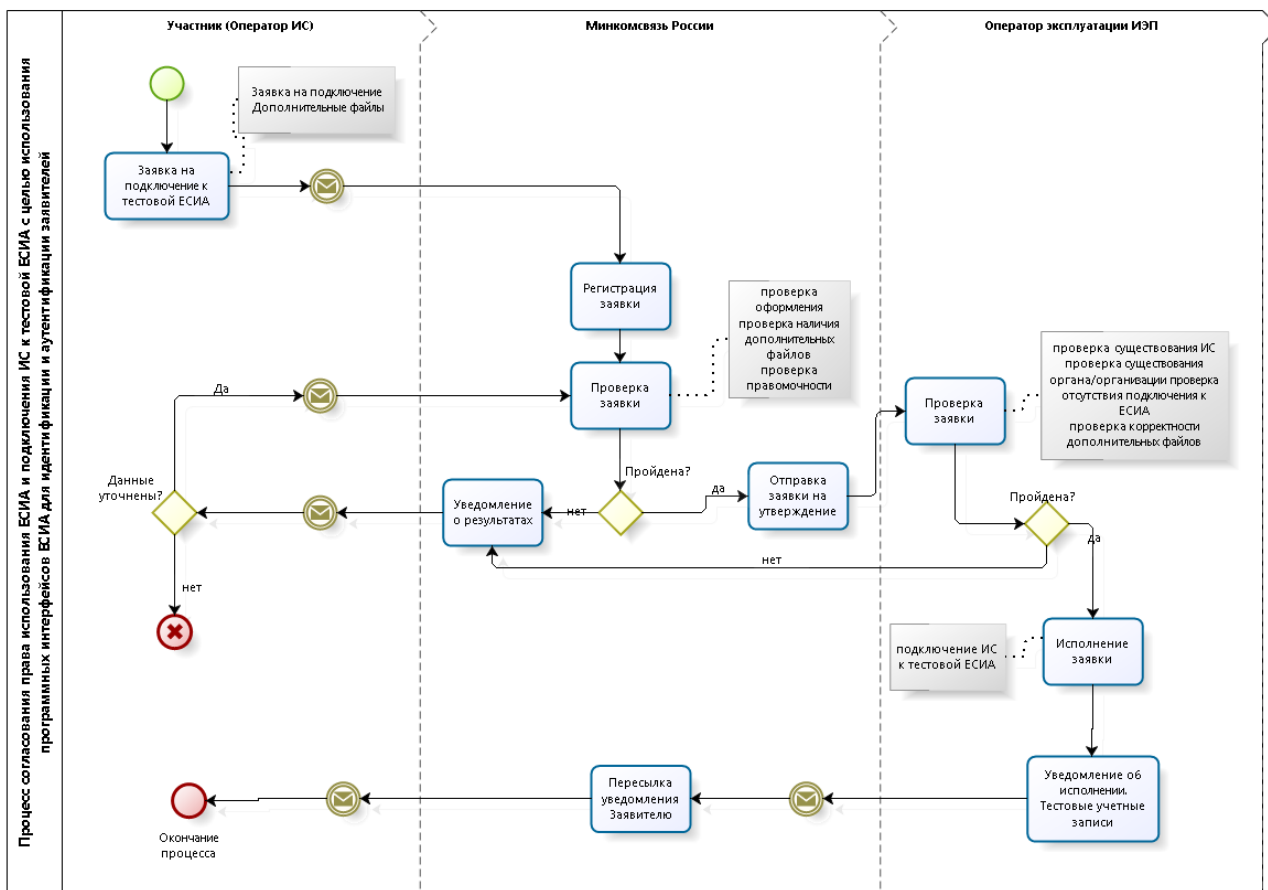 Процесс согласования права использования ЕСИА и подключения ИС к тестовой ЕСИА с целью использования
программных интерфейсов ЕСИА для идентификации и аутентификации заявителей
Участник (Оператор ИС)
Минкомсвязь России
Оператор эксплуатации ИЭП
Заявка на подключение
Дополнительные файлы
Заявка на
подключение к
тестовой ЕСИА
Регистрация
заявки
проверка
оформления
проверка наличия
дополнительных
файлов
проверка
правомочности
проверка существования ИС
проверка существования
органа/организации проверка
отсутствия подключения к
ЕСИА
проверка корректности
дополнительных файлов
Да
Проверка
заявки
Проверка
заявки
Данные
уточнены?
Пройдена?
Уведомление
о результатах
нет
да
Отправка
заявки на
утверждение
Пройдена?
да
нет
нет
подключение ИС
к тестовой ЕСИА
Исполнение
заявки
Уведомление об
исполнении.
Тестовые учетные
записи
Пересылка
уведомления
Заявителю
Окончание
процесса